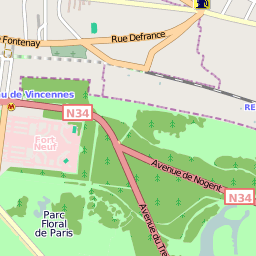 Fontenay
Rue Defrance
RE
u de Vincennes
N34
Fort
Neuf
Avenue de Nogent
N34
Parc
Floral
de Paris
Avenue du Tre